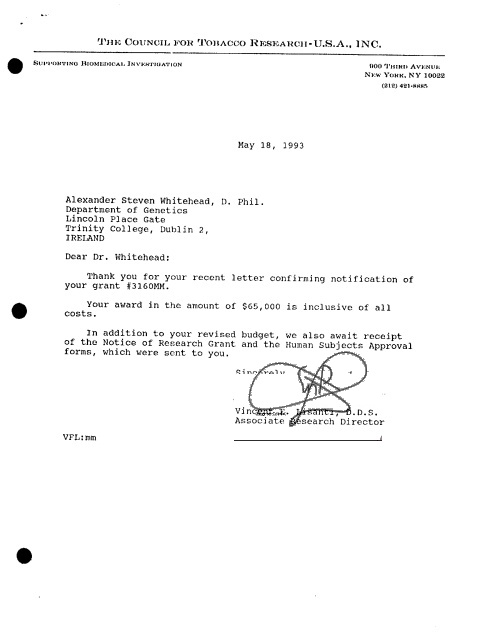 THE COUNCIL FOR TOBACCO RESEARCH-U.S.A., INC.
SUPPORTING BIOMEDICAL INVESTIGATION
900 THIRD AVENUE
NEW YORK, NY 10022
(212) 421-8885
May 18, 1993
Alexander Steven Whitehead, D. Phil.
Department of Genetics
Lincoln Place Gate
Trinity College, Dublin 2,
IRELAND
Dear Dr. Whitehead:
Thank you for your recent letter confirming notification of
your grant #3160MM.
Your award in the amount of $65,000 is inclusive of all
costs.
In addition to your revised budget, we also await receipt
of the Notice of Research Grant and the Human Subjects Approval
forms, which were sent to you.
Sincerely
Vincent F. Lisanti, D.D.S.
Associate Research Director
VFL:mm